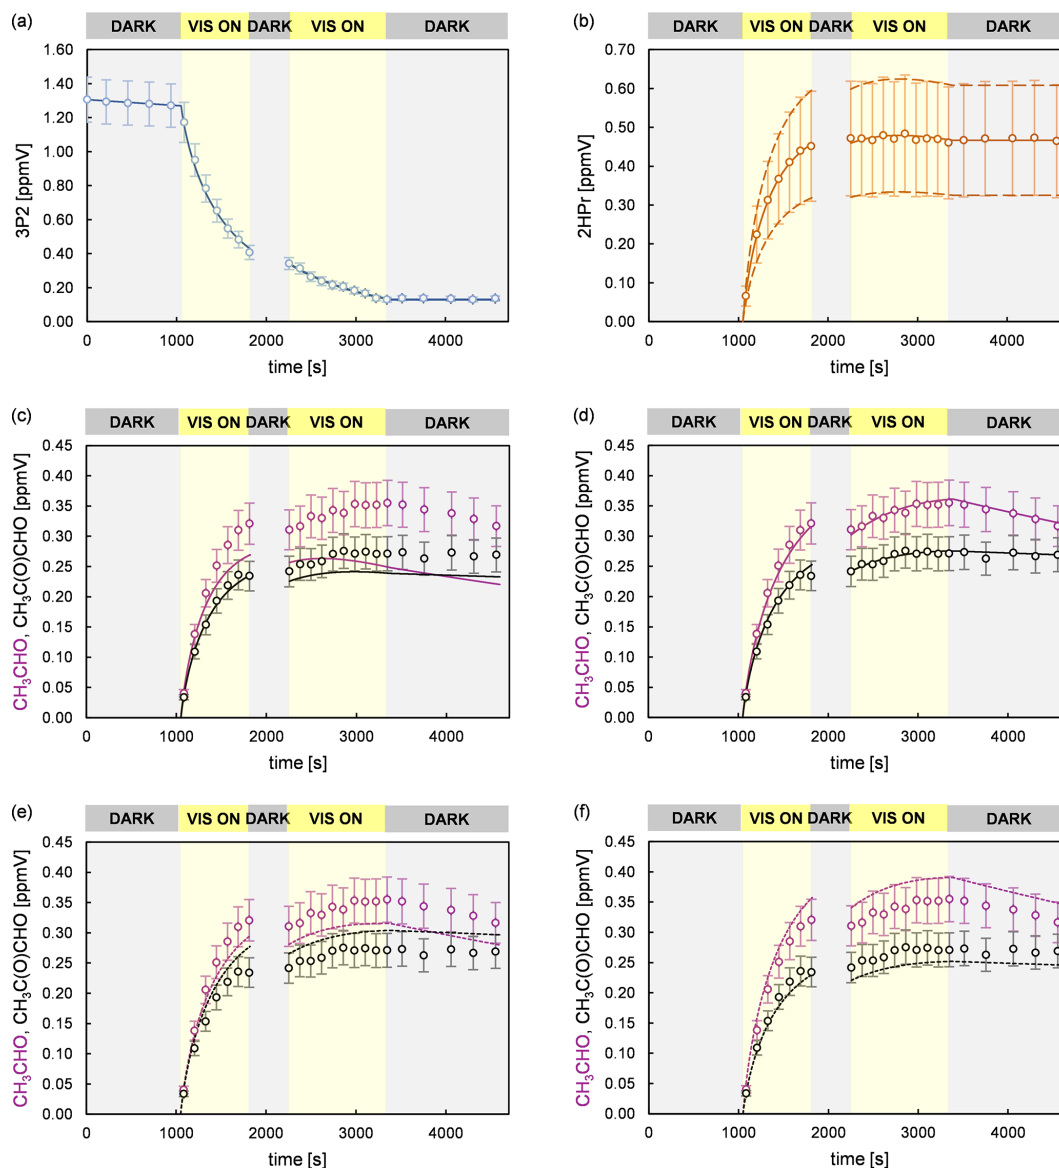 (a)
DARK VIS ON DARK VIS ON DARK
3P2 [ppmV]
1.60
1.40
1.20
1.00
0.80
0.60
0.40
0.20
0.00
0 1000 2000 3000 4000
time [s]
(b)
DARK VIS ON DARK VIS ON DARK
2HPr [ppmV]
0.70
0.60
0.50
0.40
0.30
0.20
0.10
0.00
0 1000 2000 3000 4000
time [s]
(c)
DARK VIS ON DARK VIS ON DARK
CH₃CHO, CH₃C(O)CHO [ppmV]
0.45
0.40
0.35
0.30
0.25
0.20
0.15
0.10
0.05
0.00
0 1000 2000 3000 4000
time [s]
(d)
DARK VIS ON DARK VIS ON DARK
CH₃CHO, CH₃C(O)CHO [ppmV]
0.45
0.40
0.35
0.30
0.25
0.20
0.15
0.10
0.05
0.00
0 1000 2000 3000 4000
time [s]
(e)
DARK VIS ON DARK VIS ON DARK
CH₃CHO, CH₃C(O)CHO [ppmV]
0.45
0.40
0.35
0.30
0.25
0.20
0.15
0.10
0.05
0.00
0 1000 2000 3000 4000
time [s]
(f)
DARK VIS ON DARK VIS ON DARK
CH₃CHO, CH₃C(O)CHO [ppmV]
0.45
0.40
0.35
0.30
0.25
0.20
0.15
0.10
0.05
0.00
0 1000 2000 3000 4000
time [s]